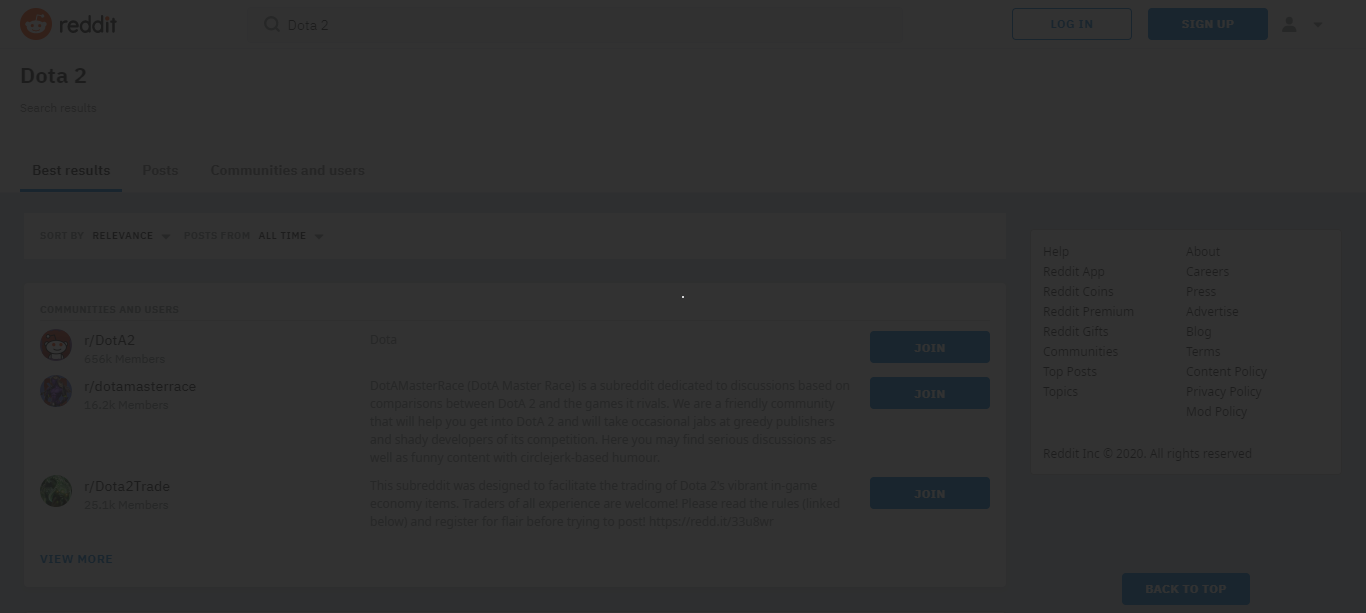 reddit
Dota 2
LOG IN
SIGN UP
Dota 2
Search results
Best results
Posts
Communities and users
SORT BY RELEVANCE
POSTS FROM ALL TIME
COMMUNITIES AND USERS
r/DotA2
656k Members
Dota
JOIN
r/dotamasterrace
16.2k Members
DotAMasterRace (DotA Master Race) is a subreddit dedicated to discussions based on
comparisons between DotA 2 and the games it rivals. We are a friendly community
that will help you get into DotA 2 and will take occasional jabs at greedy publishers
and shady developers of its competition. Here you may find serious discussions as-
well as funny content with circlejerk-based humour.
JOIN
r/Dota2Trade
25.1k Members
This subreddit was designed to facilitate the trading of Dota 2's vibrant in-game
economy items. Traders of all experience are welcome! Please read the rules (linked
below) and register for flair before trying to post! https://redd.it/33u8wr
JOIN
VIEW MORE
Help
Reddit App
Reddit Coins
Reddit Premium
Reddit Gifts
Communities
Top Posts
Topics
About
Careers
Press
Advertise
Blog
Terms
Content Policy
Privacy Policy
Mod Policy
Reddit Inc © 2020. All rights reserved
BACK TO TOP